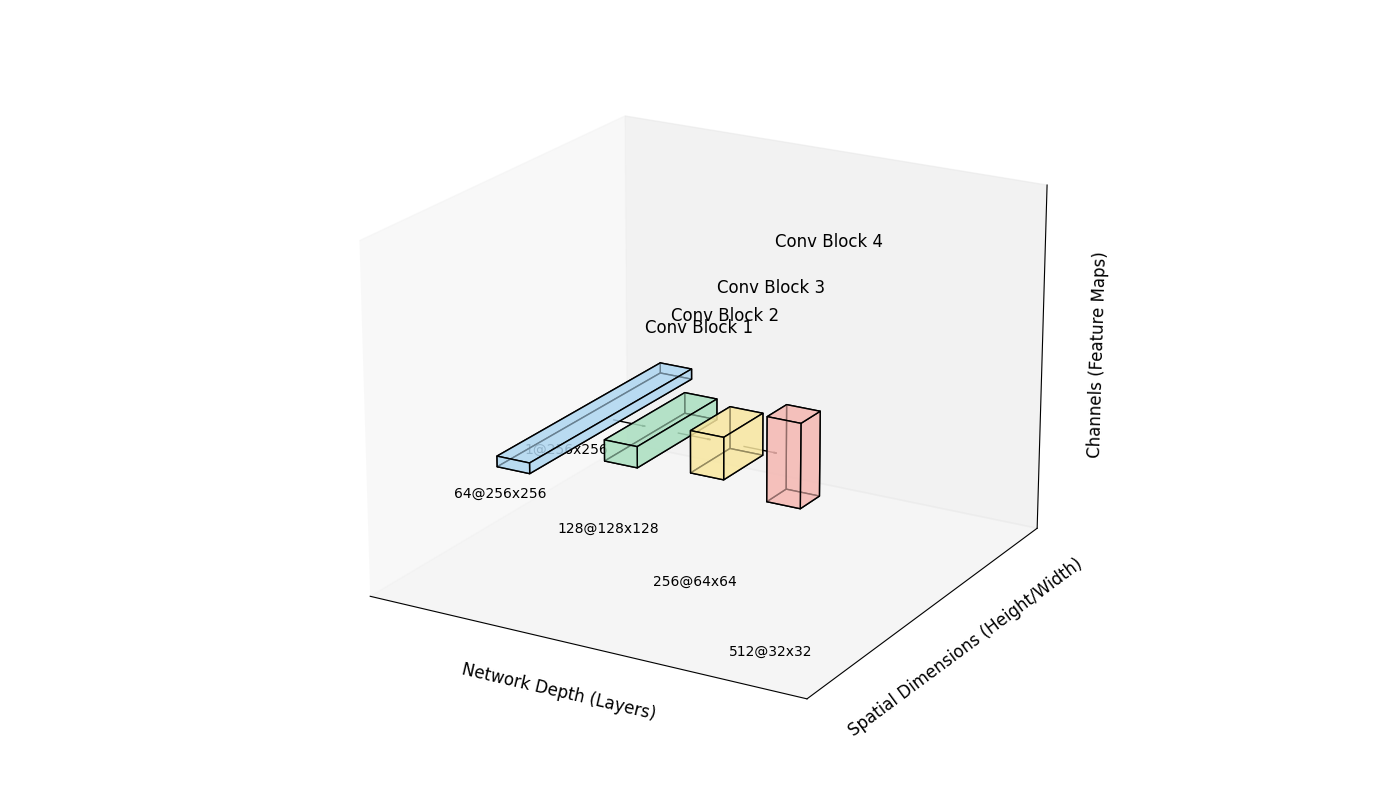 Conv Block 4
Conv Block 3
Conv Block 2
Conv Block 1
Channels (Feature Maps)
1@256x256
64@256x256
128@128x128
256@64x64
512@32x32
Network Depth (Layers)
Spatial Dimensions (Height/Width)